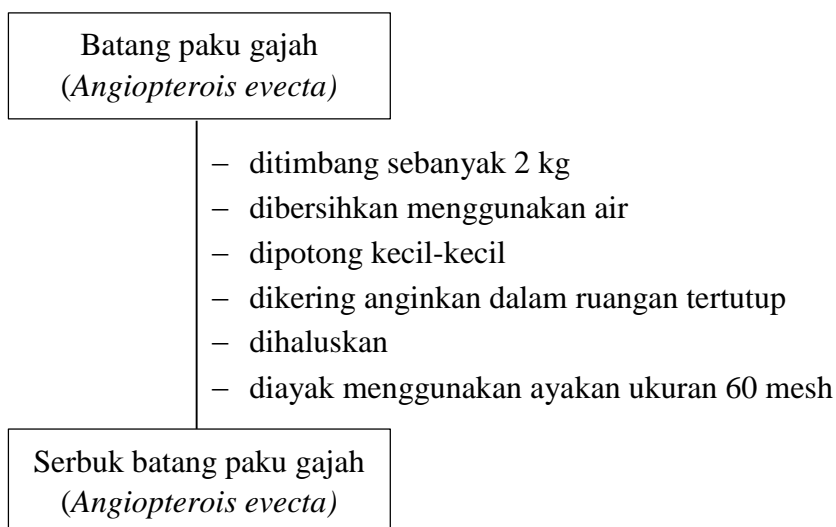 Batang paku gajah
(Angiopterois evecta)
– ditimbang sebanyak 2 kg
– dibersihkan menggunakan air
– dipotong kecil-kecil
– dikering anginkan dalam ruangan tertutup
– dihaluskan
– diayak menggunakan ayakan ukuran 60 mesh
Serbuk batang paku gajah
(Angiopterois evecta)